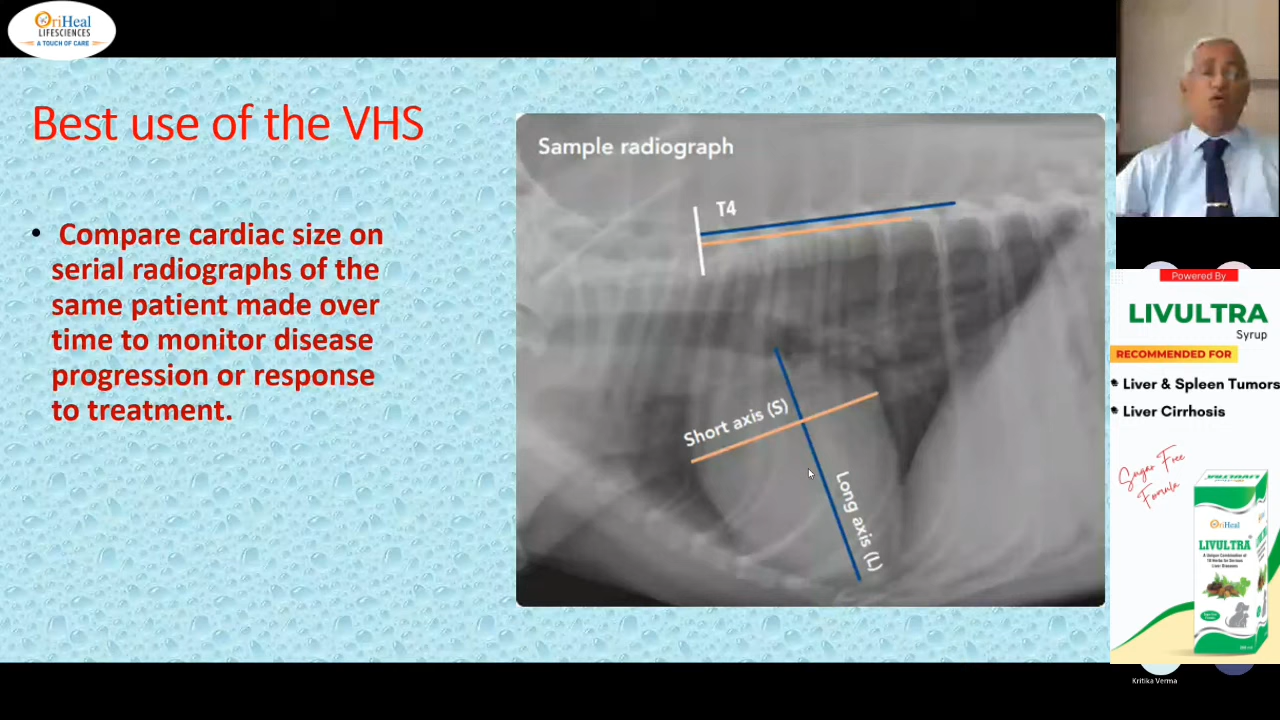 OriHeal
LIFESCIENCES
A TOUCH OF CARE
Best use of the VHS
• Compare cardiac size on
serial radiographs of the
same patient made over
time to monitor disease
progression or response
to treatment.
Sample radiograph
T4
Short axis (S)
Long axis (L)
Powered By
LIVULTRA
Syrup
RECOMMENDED FOR
Liver & Spleen Tumors
Liver Cirrhosis
Sugar Free
Formula
OriHeal
LIVULTRA
Kritika Verma